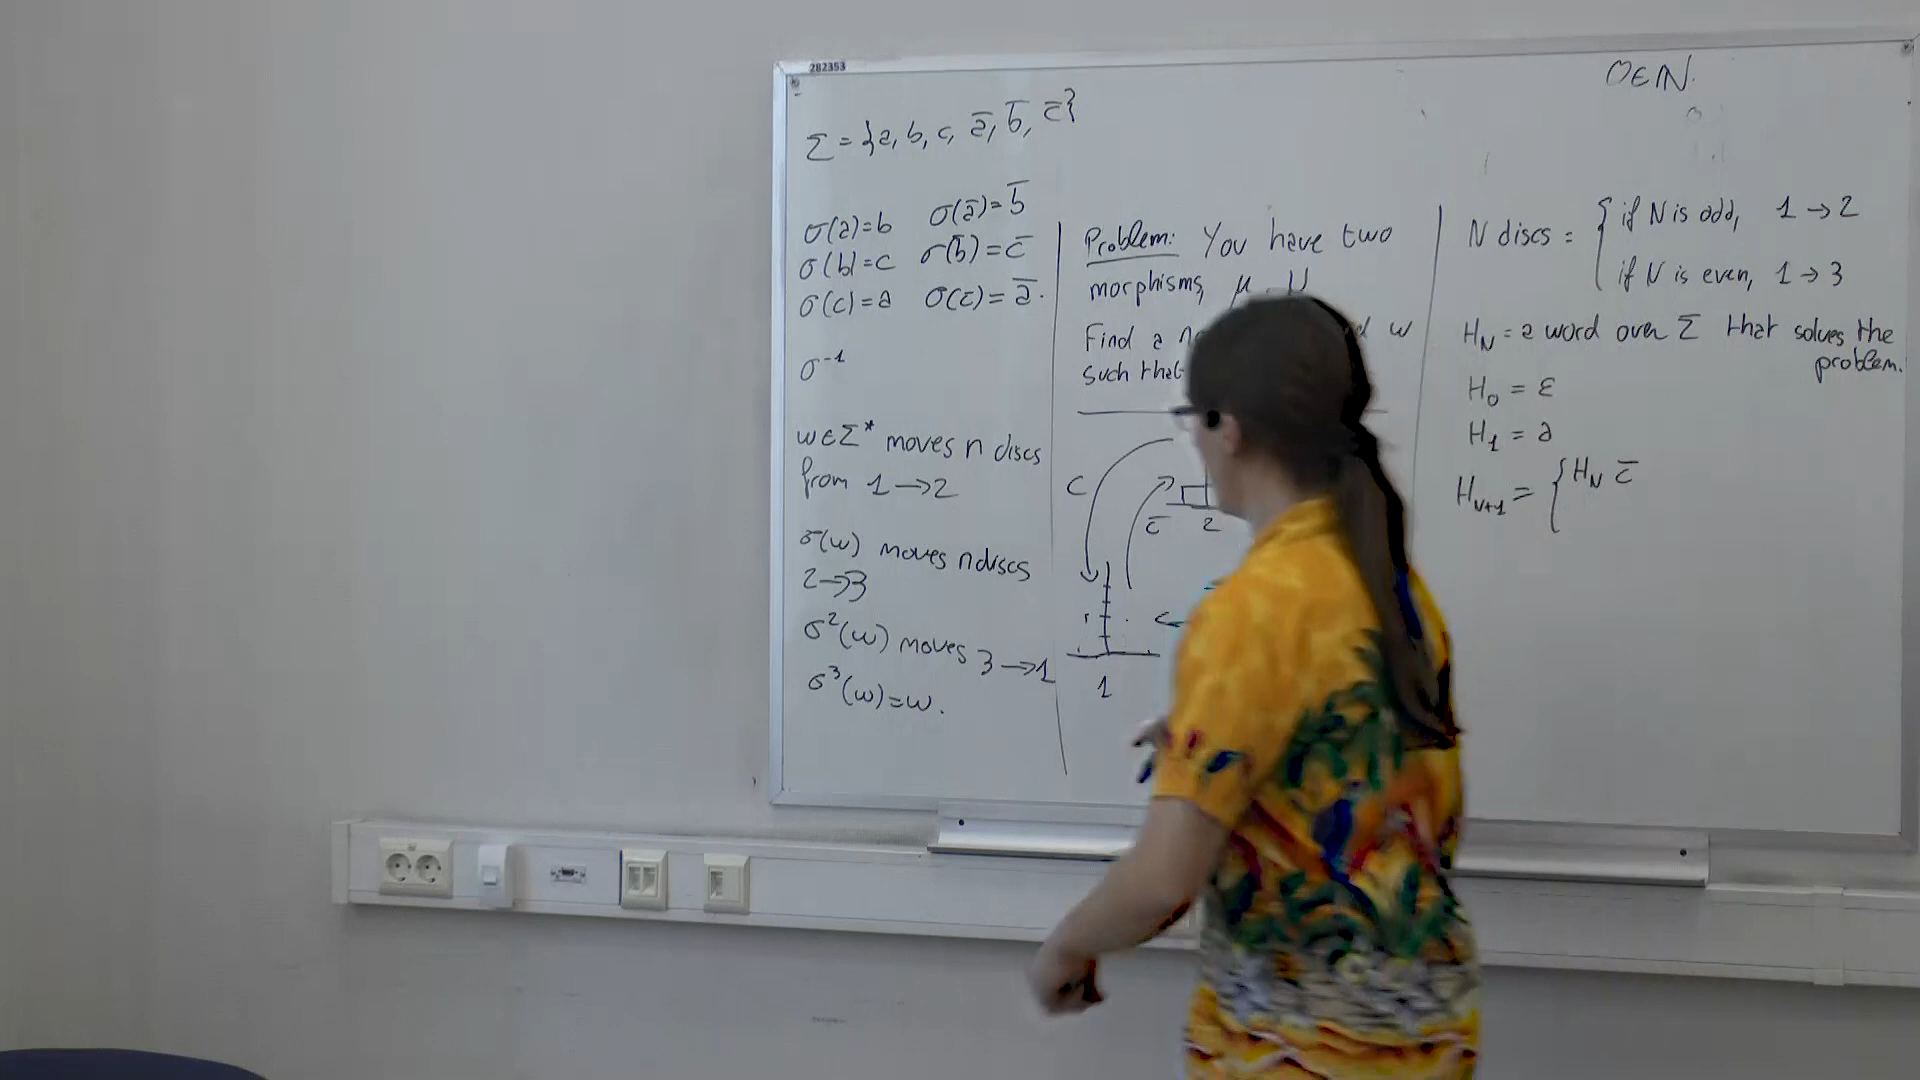 282353
O∈ℕ.
Σ = {a, b, c, a̅, b̅, c̅}
σ(a)=b σ(a̅)=b̅
σ(b)=c σ(b̅)=c̅
σ(c)=a σ(c̅)=a̅.
σ⁻¹
w∈Σ* moves n discs
from 1→2
σ(w) moves n discs
2→3
σ²(w) moves 3→1
σ³(w)=w.
Problem: You have two
morphisms, μ, ν
Find a w
such that
c
c̅ 2
c
1
N discs = { if N is odd, 1→2
if N is even, 1→3
H_N = a word over Σ that solves the
problem.
H₀ = ε
H₁ = a
H_{N+1} = { H_N c̅